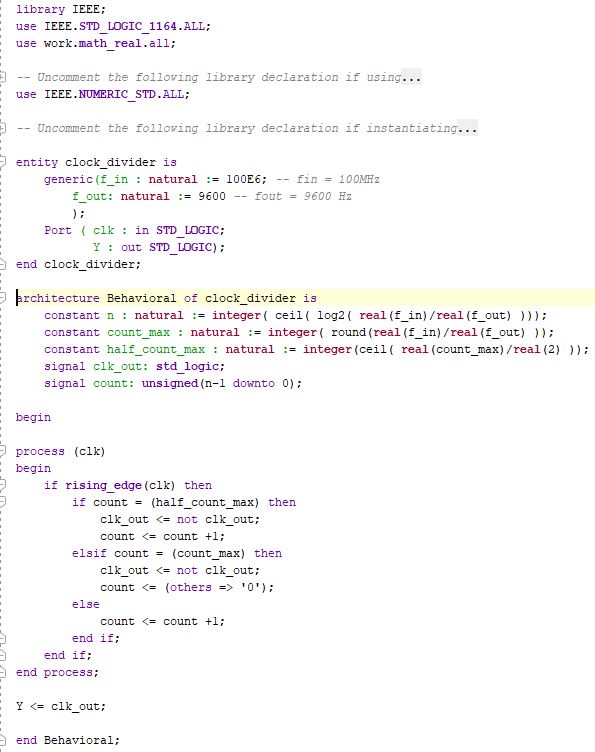 library IEEE;
use IEEE.STD_LOGIC_1164.ALL;
use work.math_real.all;
-- Uncomment the following library declaration if using...
use IEEE.NUMERIC_STD.ALL;
-- Uncomment the following library declaration if instantiating...
entity clock_divider is
generic(f_in : natural := 100E6; -- fin = 100MHz
f_out: natural := 9600 -- fout = 9600 Hz
);
Port ( clk : in STD_LOGIC;
Y : out STD_LOGIC);
end clock_divider;
architecture Behavioral of clock_divider is
constant n : natural := integer( ceil( log2( real(f_in)/real(f_out) )));
constant count_max : natural := integer( round(real(f_in)/real(f_out) ));
constant half_count_max : natural := integer(ceil( real(count_max)/real(2) ));
signal clk_out: std_logic;
signal count: unsigned(n-1 downto 0);
begin
process (clk)
begin
if rising_edge(clk) then
if count = (half_count_max) then
clk_out <= not clk_out;
count <= count +1;
elsif count = (count_max) then
clk_out <= not clk_out;
count <= (others => '0');
else
count <= count +1;
end if;
end if;
end process;
Y <= clk_out;
end Behavioral;